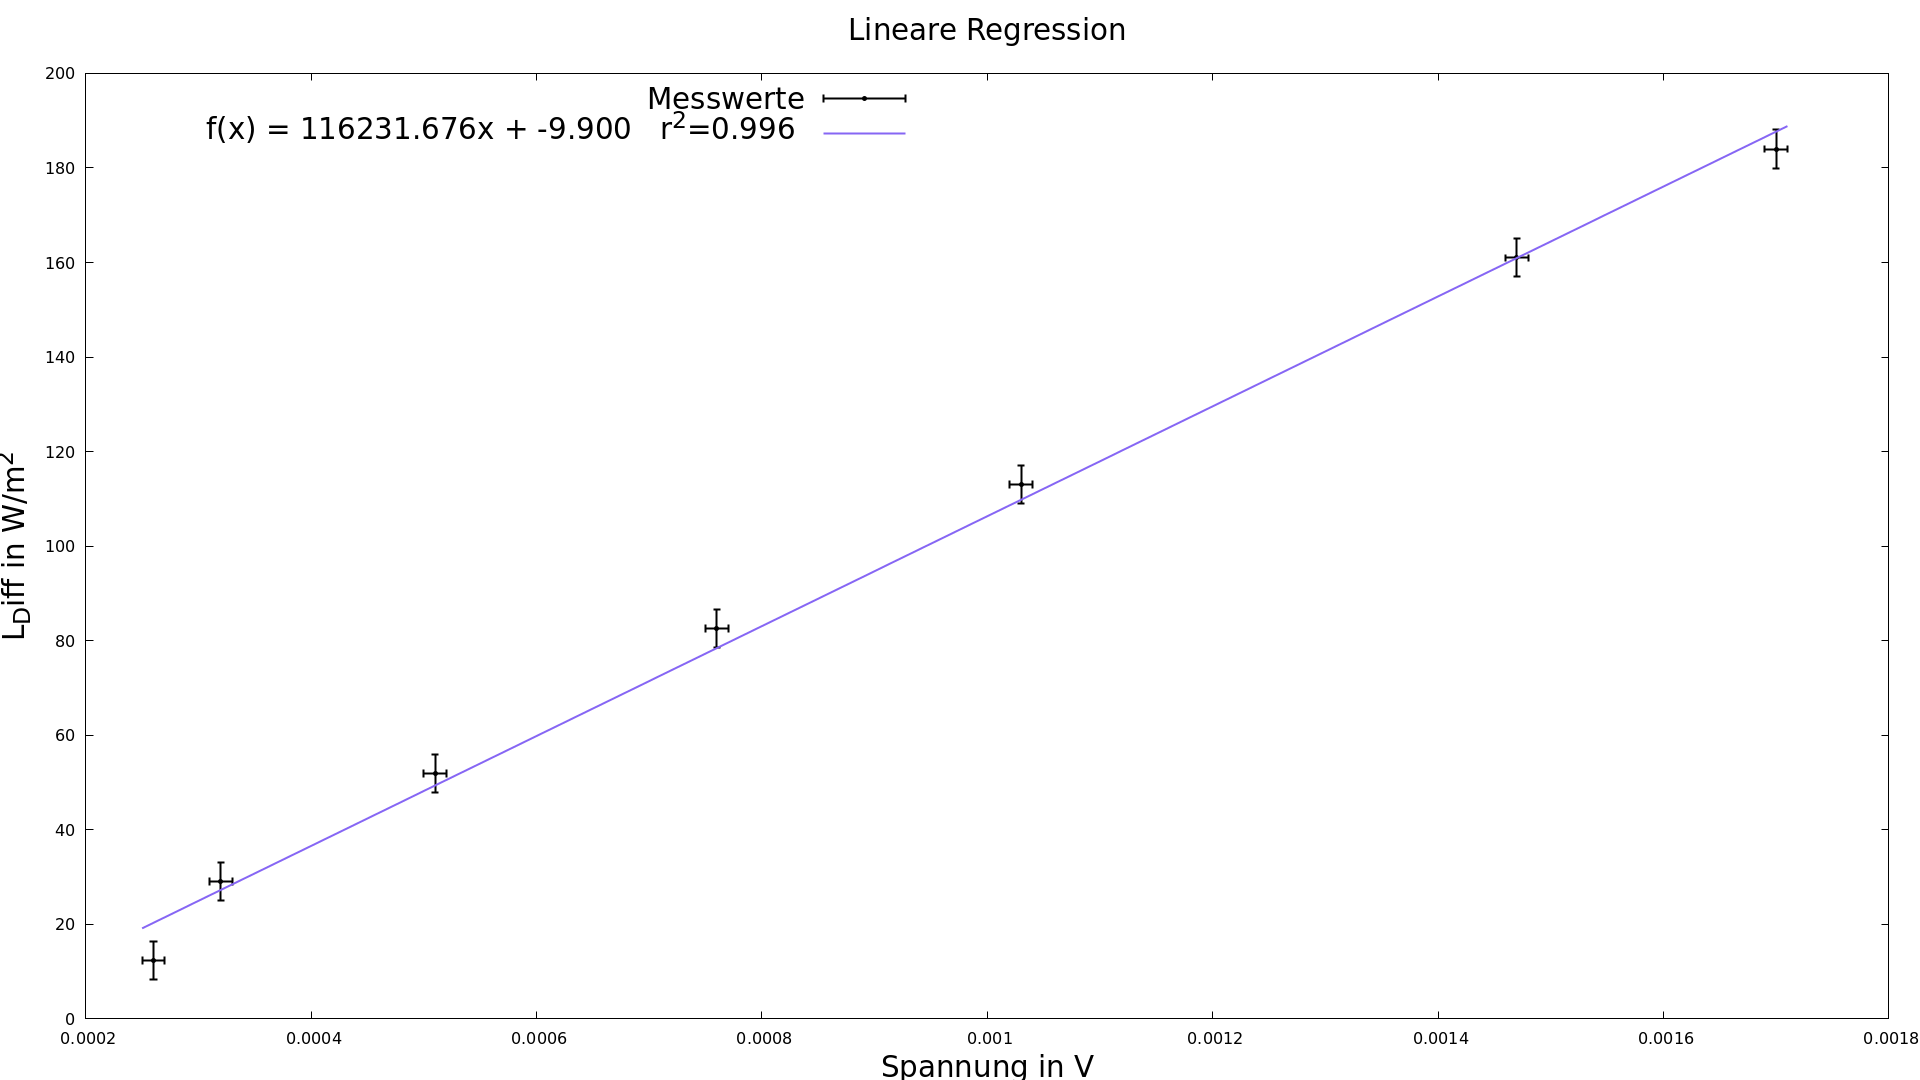 Lineare Regression
Messwerte
f(x) = 116231.676x + -9.900 r²=0.996
200
180
160
140
120
100
80
60
40
20
0
L_Diff in W/m²
0.0002 0.0004 0.0006 0.0008 0.001 0.0012 0.0014 0.0016 0.0018
Spannung in V